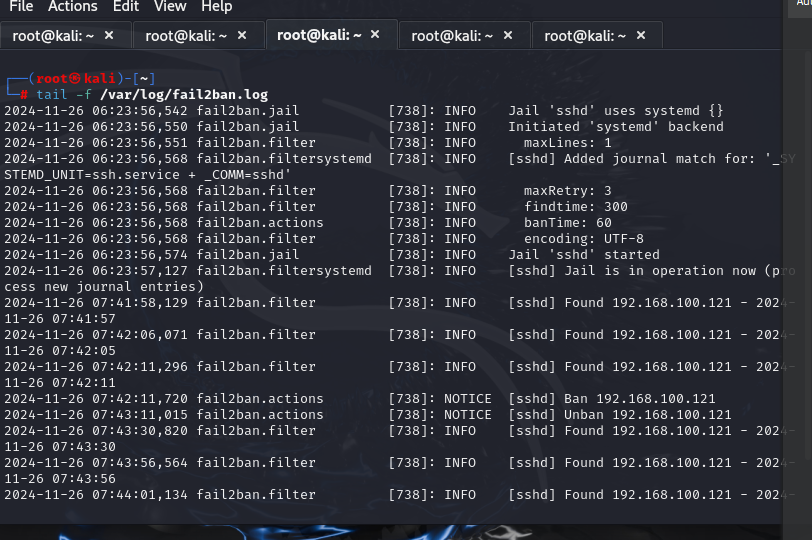 File Actions Edit View Help
root@kali: ~ × root@kali: ~ × root@kali: ~ × root@kali: ~ × root@kali: ~ ×
┌──(root㉿kali)-[~]
└─# tail -f /var/log/fail2ban.log
2024-11-26 06:23:56,542 fail2ban.jail [738]: INFO Jail 'sshd' uses systemd {}
2024-11-26 06:23:56,550 fail2ban.jail [738]: INFO Initiated 'systemd' backend
2024-11-26 06:23:56,551 fail2ban.filter [738]: INFO maxLines: 1
2024-11-26 06:23:56,568 fail2ban.filtersystemd [738]: INFO [sshd] Added journal match for: '_SY
STEMD_UNIT=ssh.service + _COMM=sshd'
2024-11-26 06:23:56,568 fail2ban.filter [738]: INFO maxRetry: 3
2024-11-26 06:23:56,568 fail2ban.filter [738]: INFO findtime: 300
2024-11-26 06:23:56,568 fail2ban.actions [738]: INFO banTime: 60
2024-11-26 06:23:56,568 fail2ban.filter [738]: INFO encoding: UTF-8
2024-11-26 06:23:56,574 fail2ban.jail [738]: INFO Jail 'sshd' started
2024-11-26 06:23:57,127 fail2ban.filtersystemd [738]: INFO [sshd] Jail is in operation now (pro
cess new journal entries)
2024-11-26 07:41:58,129 fail2ban.filter [738]: INFO [sshd] Found 192.168.100.121 - 2024-
11-26 07:41:57
2024-11-26 07:42:06,071 fail2ban.filter [738]: INFO [sshd] Found 192.168.100.121 - 2024-
11-26 07:42:05
2024-11-26 07:42:11,296 fail2ban.filter [738]: INFO [sshd] Found 192.168.100.121 - 2024-
11-26 07:42:11
2024-11-26 07:42:11,720 fail2ban.actions [738]: NOTICE [sshd] Ban 192.168.100.121
2024-11-26 07:43:11,015 fail2ban.actions [738]: NOTICE [sshd] Unban 192.168.100.121
2024-11-26 07:43:30,820 fail2ban.filter [738]: INFO [sshd] Found 192.168.100.121 - 2024-
11-26 07:43:30
2024-11-26 07:43:56,564 fail2ban.filter [738]: INFO [sshd] Found 192.168.100.121 - 2024-
11-26 07:43:56
2024-11-26 07:44:01,134 fail2ban.filter [738]: INFO [sshd] Found 192.168.100.121 - 2024-